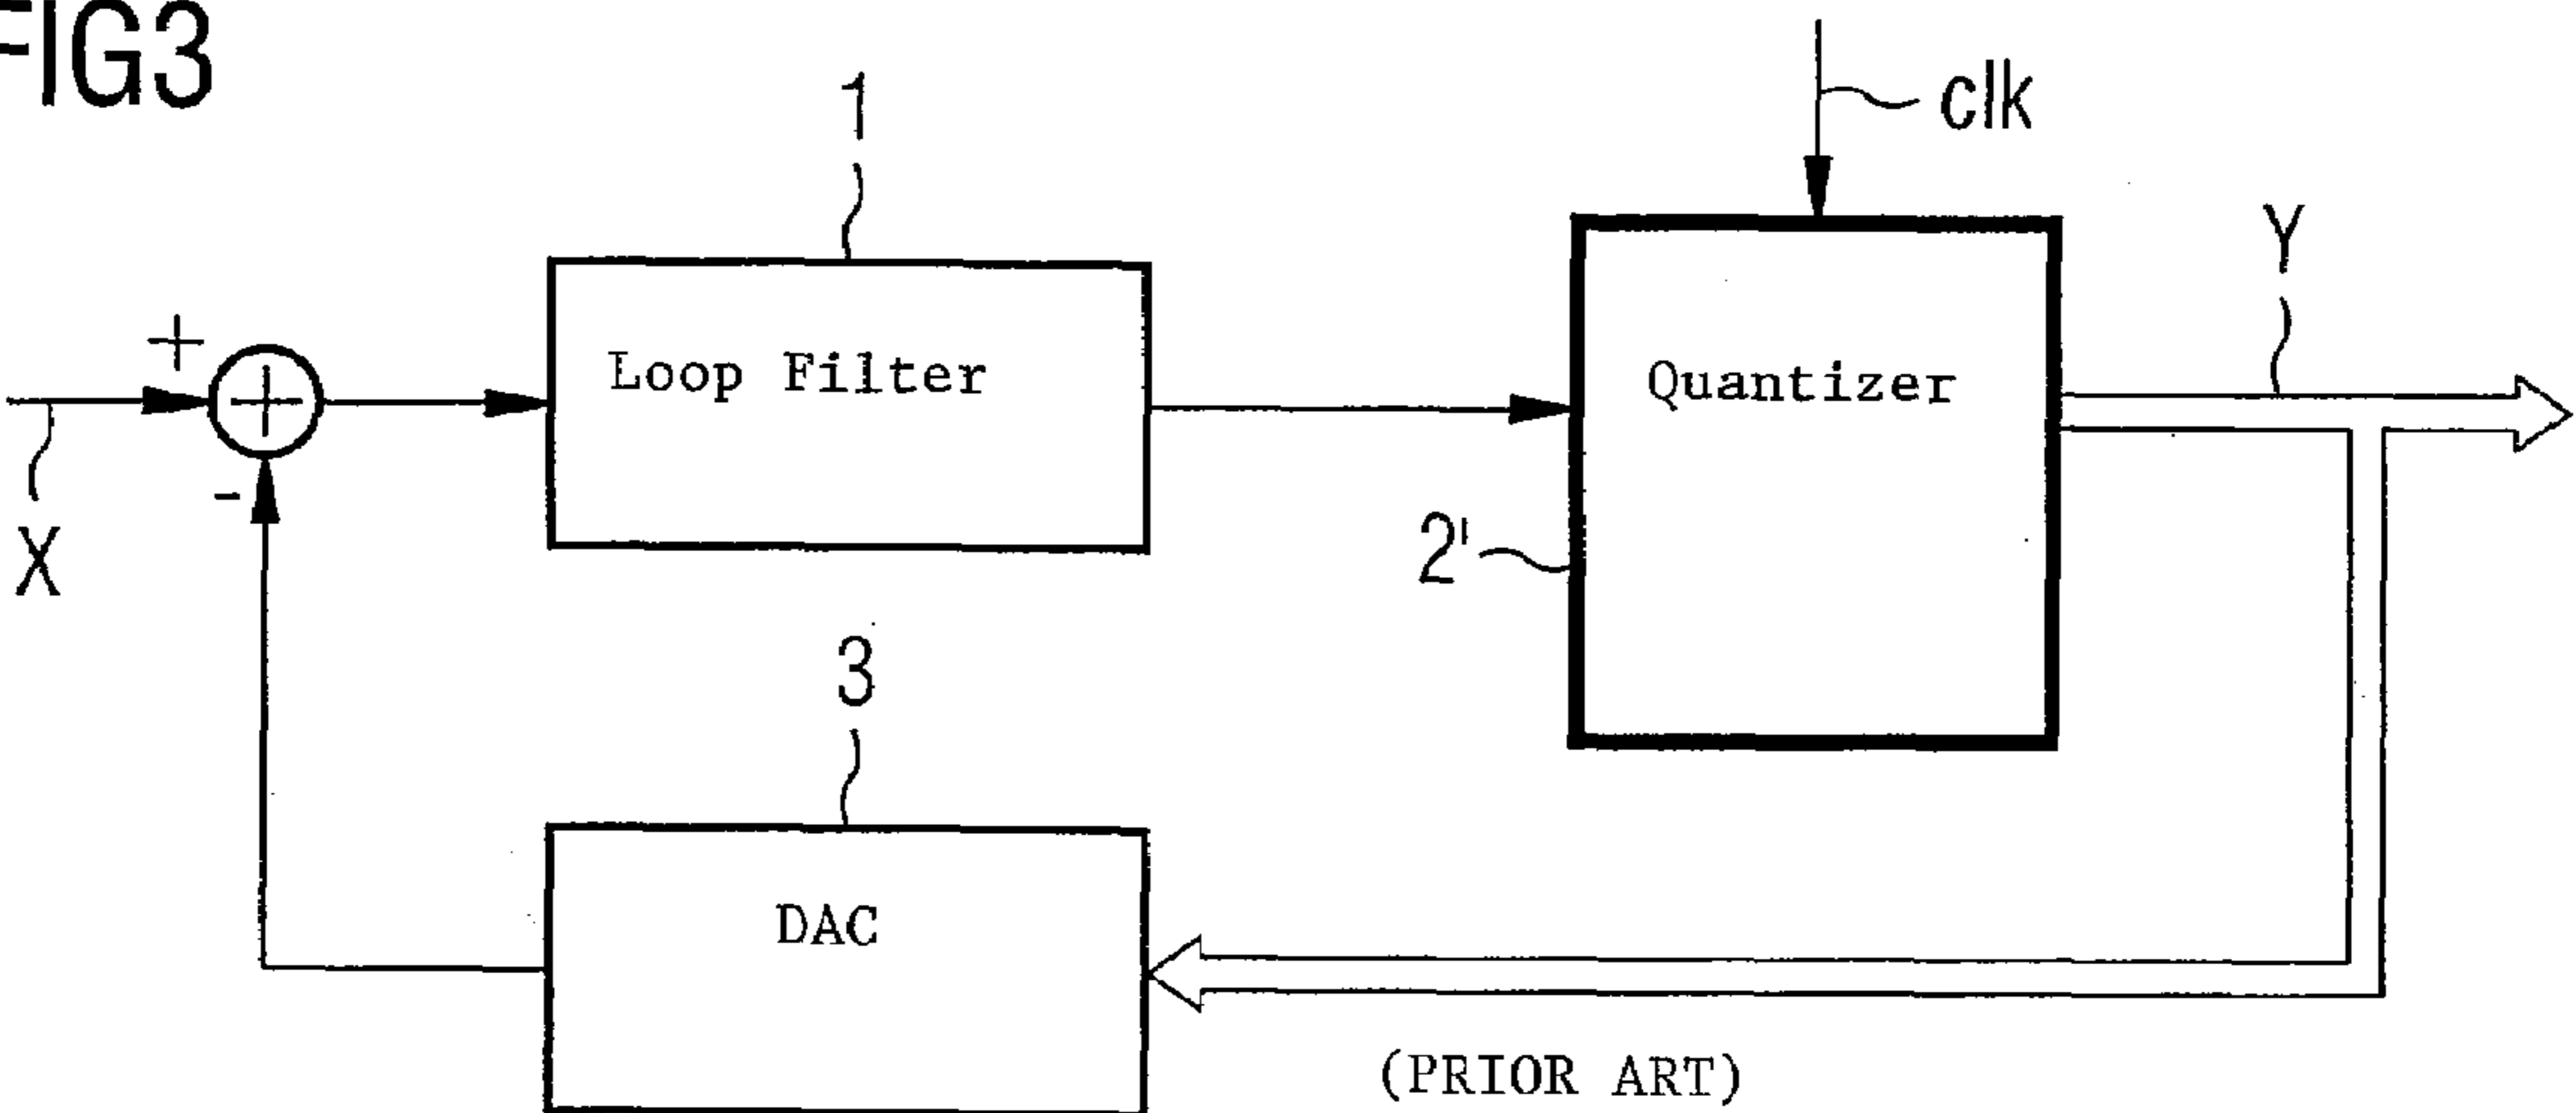 FIG3
1
clk
Y
+
Loop Filter
Quantizer
+
-
X
2'
3
DAC
(PRIOR ART)